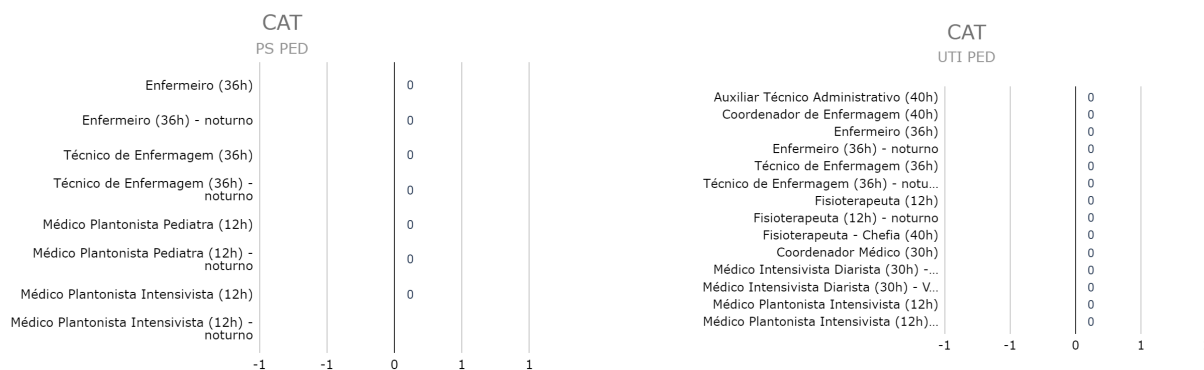 CAT
PS PED
Enfermeiro (36h)
0
Enfermeiro (36h) - noturno
0
Técnico de Enfermagem (36h)
0
Técnico de Enfermagem (36h) -
noturno
0
Médico Plantonista Pediatra (12h)
0
Médico Plantonista Pediatra (12h) -
noturno
0
Médico Plantonista Intensivista (12h)
0
Médico Plantonista Intensivista (12h) -
noturno
-1 -1 0 1 1
CAT
UTI PED
Auxiliar Técnico Administrativo (40h) 0
Coordenador de Enfermagem (40h) 0
Enfermeiro (36h) 0
Enfermeiro (36h) - noturno 0
Técnico de Enfermagem (36h) 0
Técnico de Enfermagem (36h) - notu... 0
Fisioterapeuta (12h) 0
Fisioterapeuta (12h) - noturno 0
Fisioterapeuta - Chefia (40h) 0
Coordenador Médico (30h) 0
Médico Intensivista Diarista (30h) -... 0
Médico Intensivista Diarista (30h) - V... 0
Médico Plantonista Intensivista (12h) 0
Médico Plantonista Intensivista (12h)... 0
-1 -1 0 1